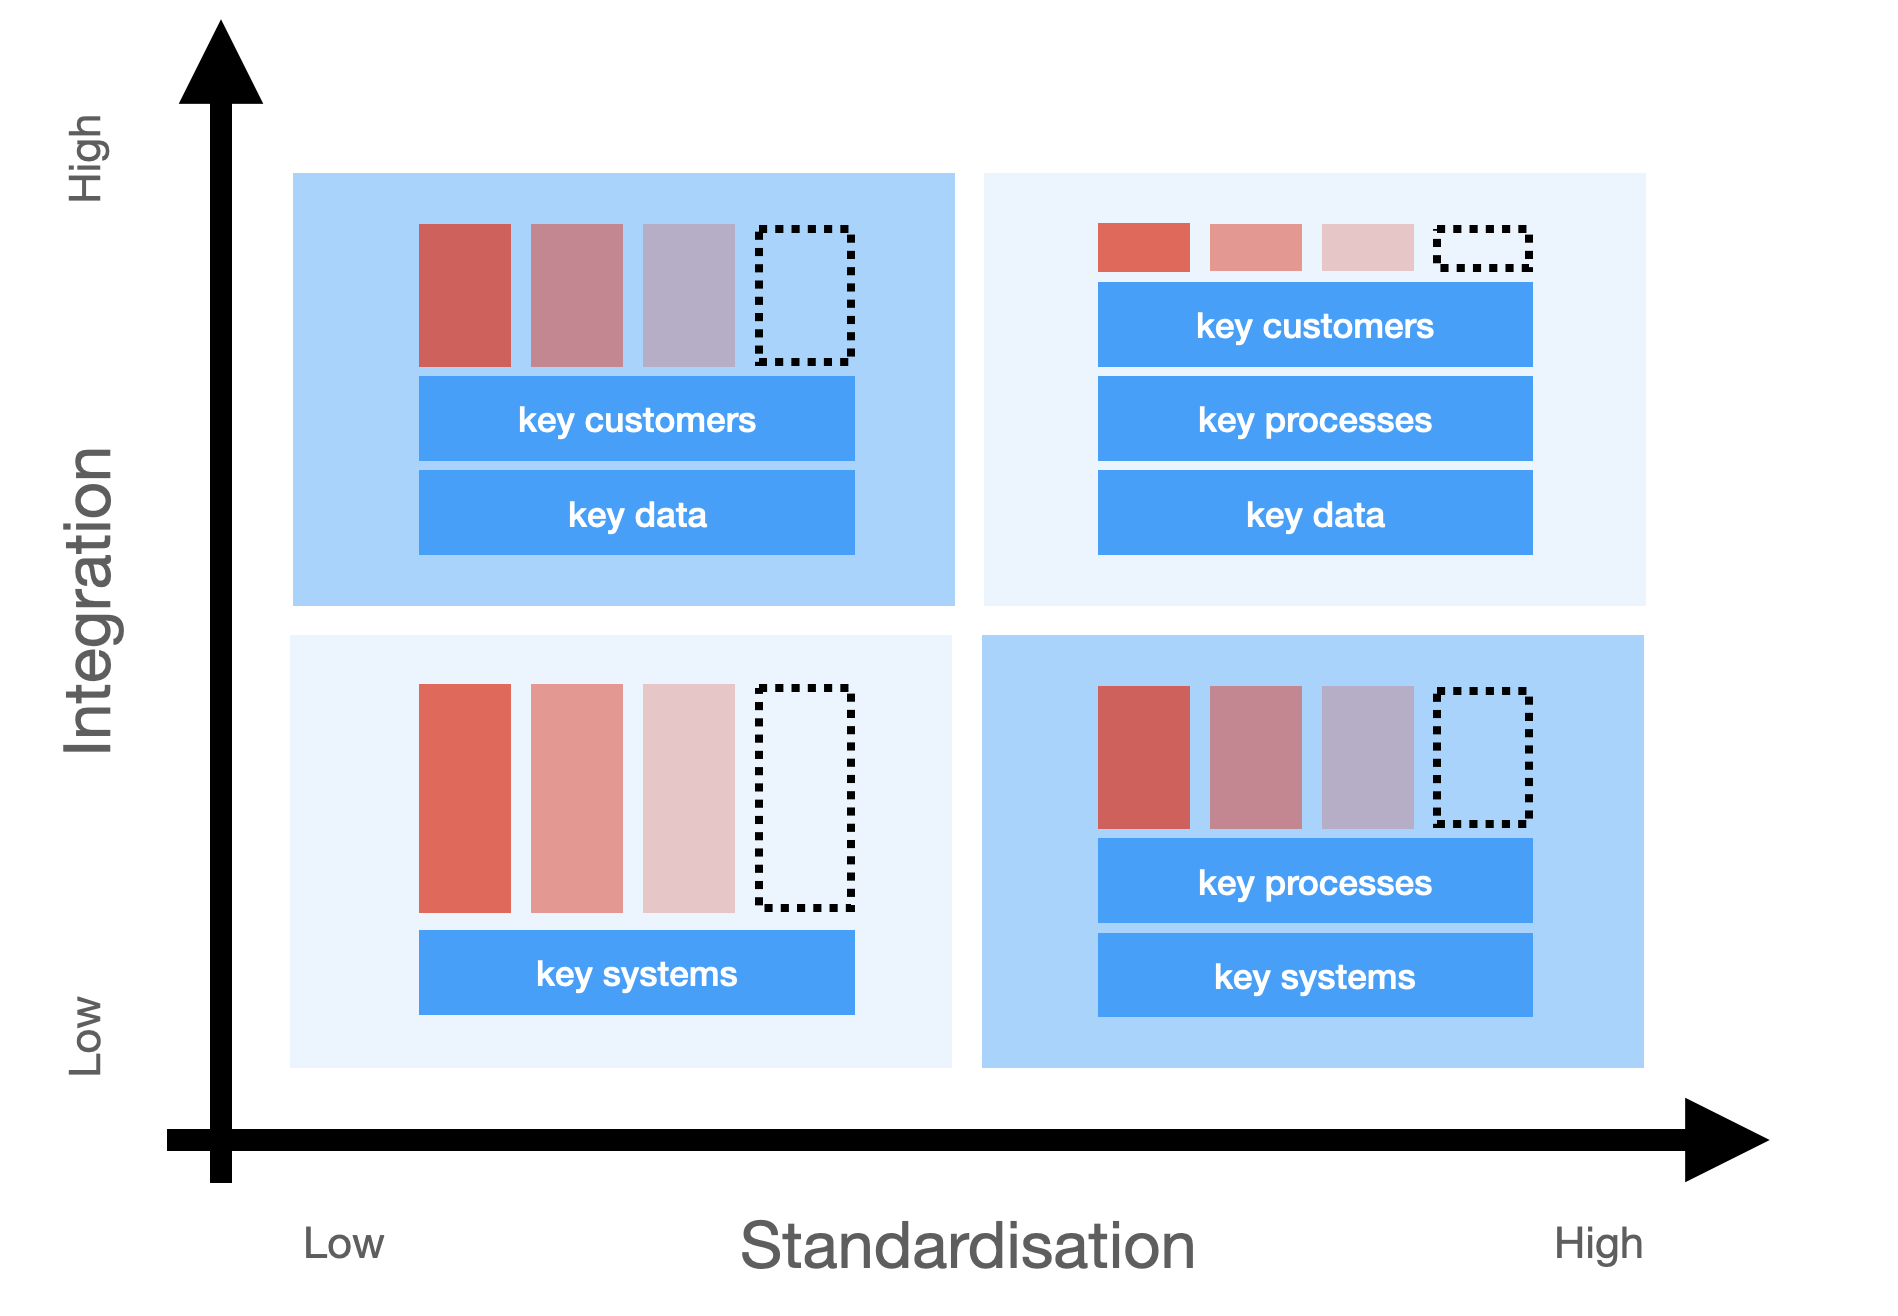 High
key customers
key data
key customers
key processes
key data
Integration
key systems
key processes
key systems
Low
Low
Standardisation
High